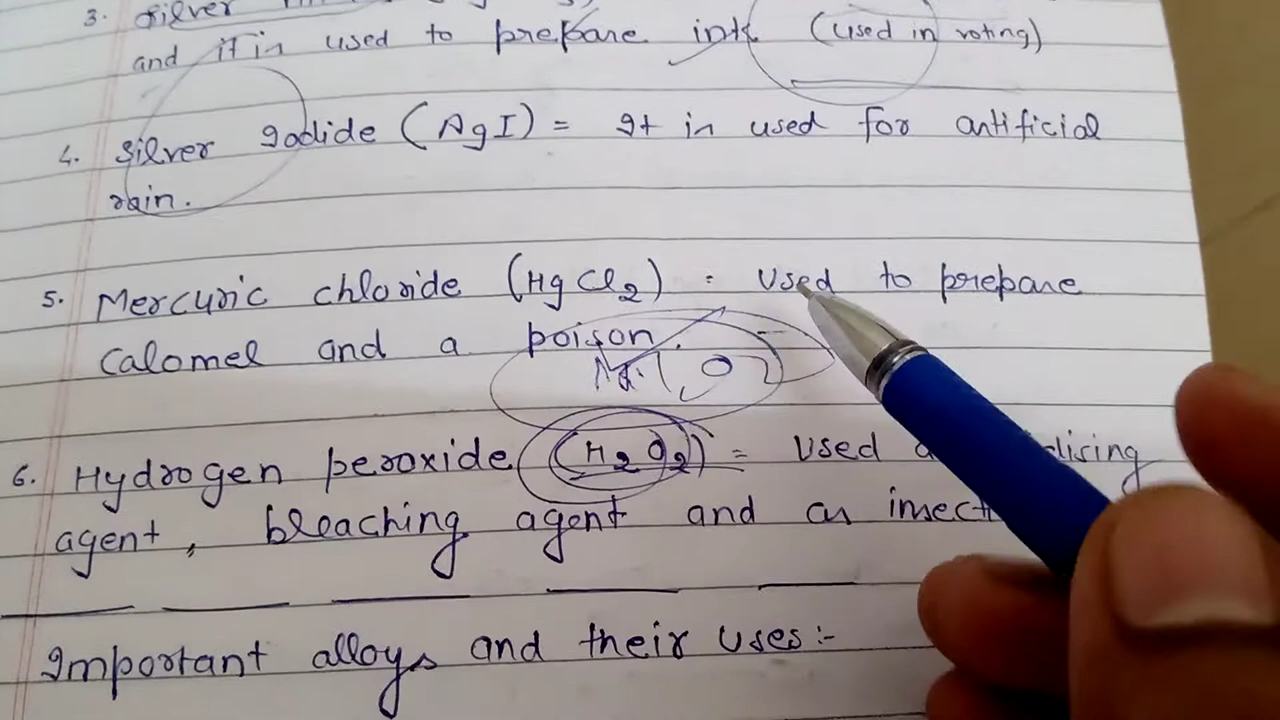 3. Silver
and it is used to prepare ink (used in voting)
4. Silver Iodide (AgI) = It is used for artificial
rain.
5. Mercuric chloride (HgCl2) : Used to prepare
Calomel and a poison.
6. Hydrogen peroxide (H2O2) = Used
agent, bleaching agent and as
Important alloys and their uses:-